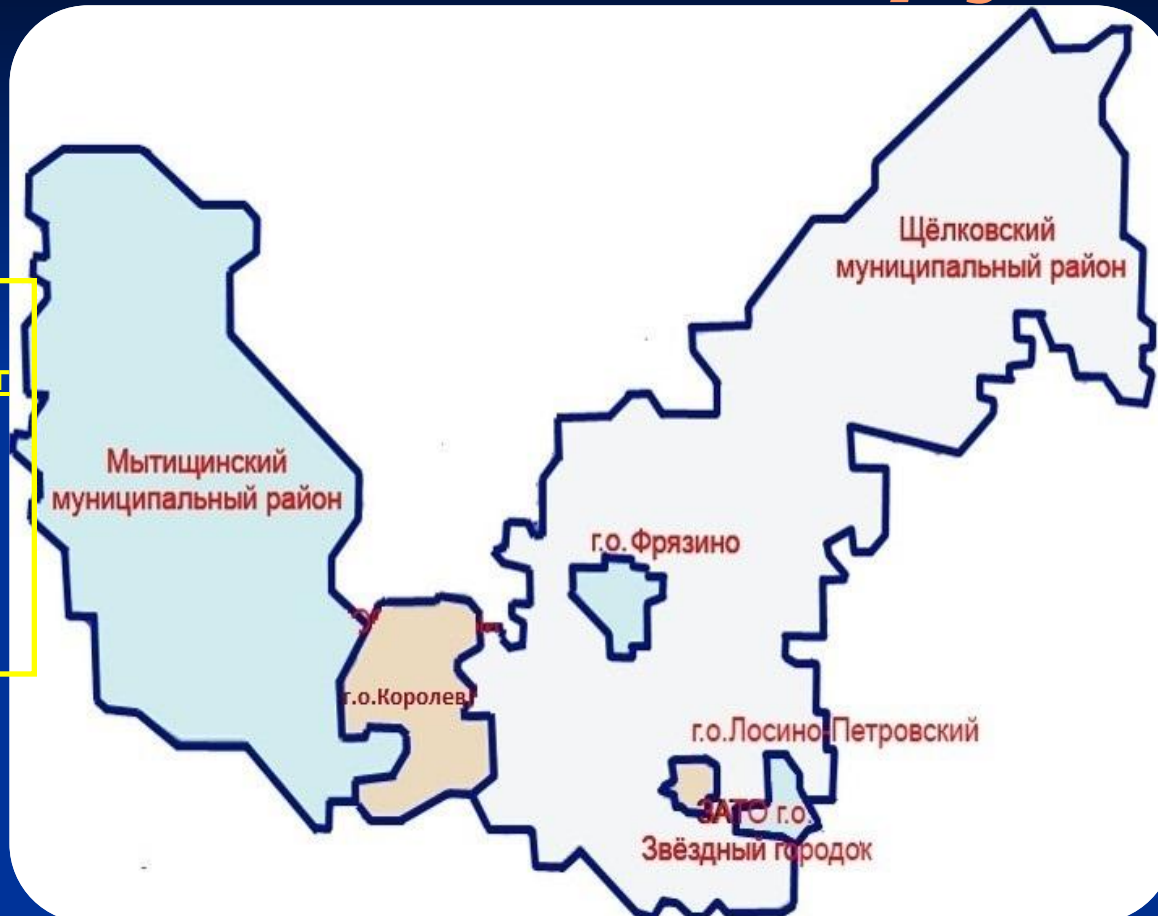 Щёлковский
муниципальный район
Мытищинский
муниципальный район
г.о.Фрязино
г.о.Королев
г.о.Лосино-Петровский
ЗАТО г.о.
Звёздный городок